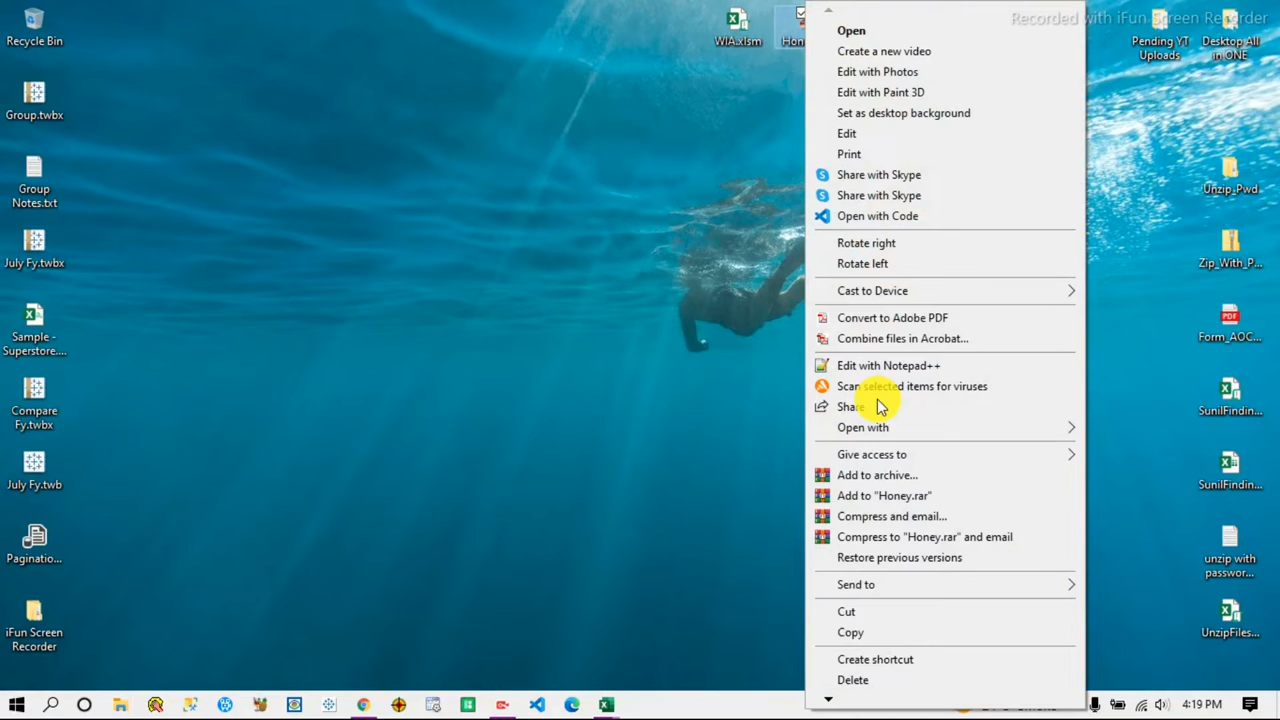 Recorded with iFun Screen Recorder
Recycle Bin
Group.twbx
Group
Notes.txt
July Fy.twbx
Sample -
Superstore....
Compare
Fy.twbx
July Fy.twb
Paginatio...
iFun Screen
Recorder
WIA.xlsm
Hon
Open
Create a new video
Edit with Photos
Edit with Paint 3D
Set as desktop background
Edit
Print
Share with Skype
Share with Skype
Open with Code
Rotate right
Rotate left
Cast to Device
Convert to Adobe PDF
Combine files in Acrobat...
Edit with Notepad++
Scan selected items for viruses
Share
Open with
Give access to
Add to archive...
Add to "Honey.rar"
Compress and email...
Compress to "Honey.rar" and email
Restore previous versions
Send to
Cut
Copy
Create shortcut
Delete
Pending YT
Uploads
Desktop All
in ONE
Unzip_Pwd
Zip_With_P...
PDF
Form_AOC...
SunilFindin...
SunilFindin...
unzip with
passwor...
UnzipFiles...
4:19 PM